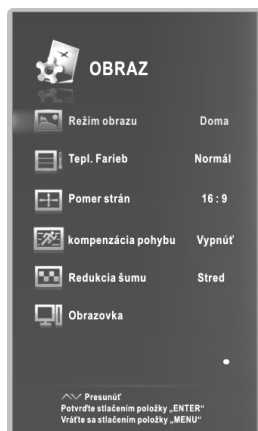 OBRAZ
Režim obrazu Doma
Tepl. Farieb Normál
Pomer strán 16 : 9
kompenzácia pohybu Vypnúť
Redukcia šumu Stred
Obrazovka
Presunúť
Potvrďte stlačením položky „ENTER“
Vráťte sa stlačením položky „MENU“